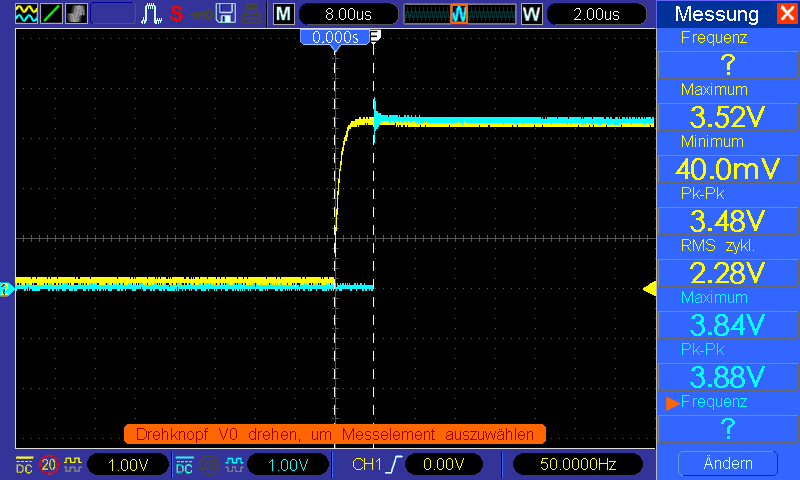 S M 8.00us W W 2.00us Messung
0.000s
Frequenz
?
Maximum
3.52V
Minimum
40.0mV
Pk-Pk
3.48V
RMS zykl.
2.28V
Maximum
3.84V
Pk-Pk
3.88V
Frequenz
?
Drehknopf V0 drehen, um Messelement auszuwählen
DC 20 1.00V DC 20 1.00V CH1 0.00V 50.0000Hz Ändern